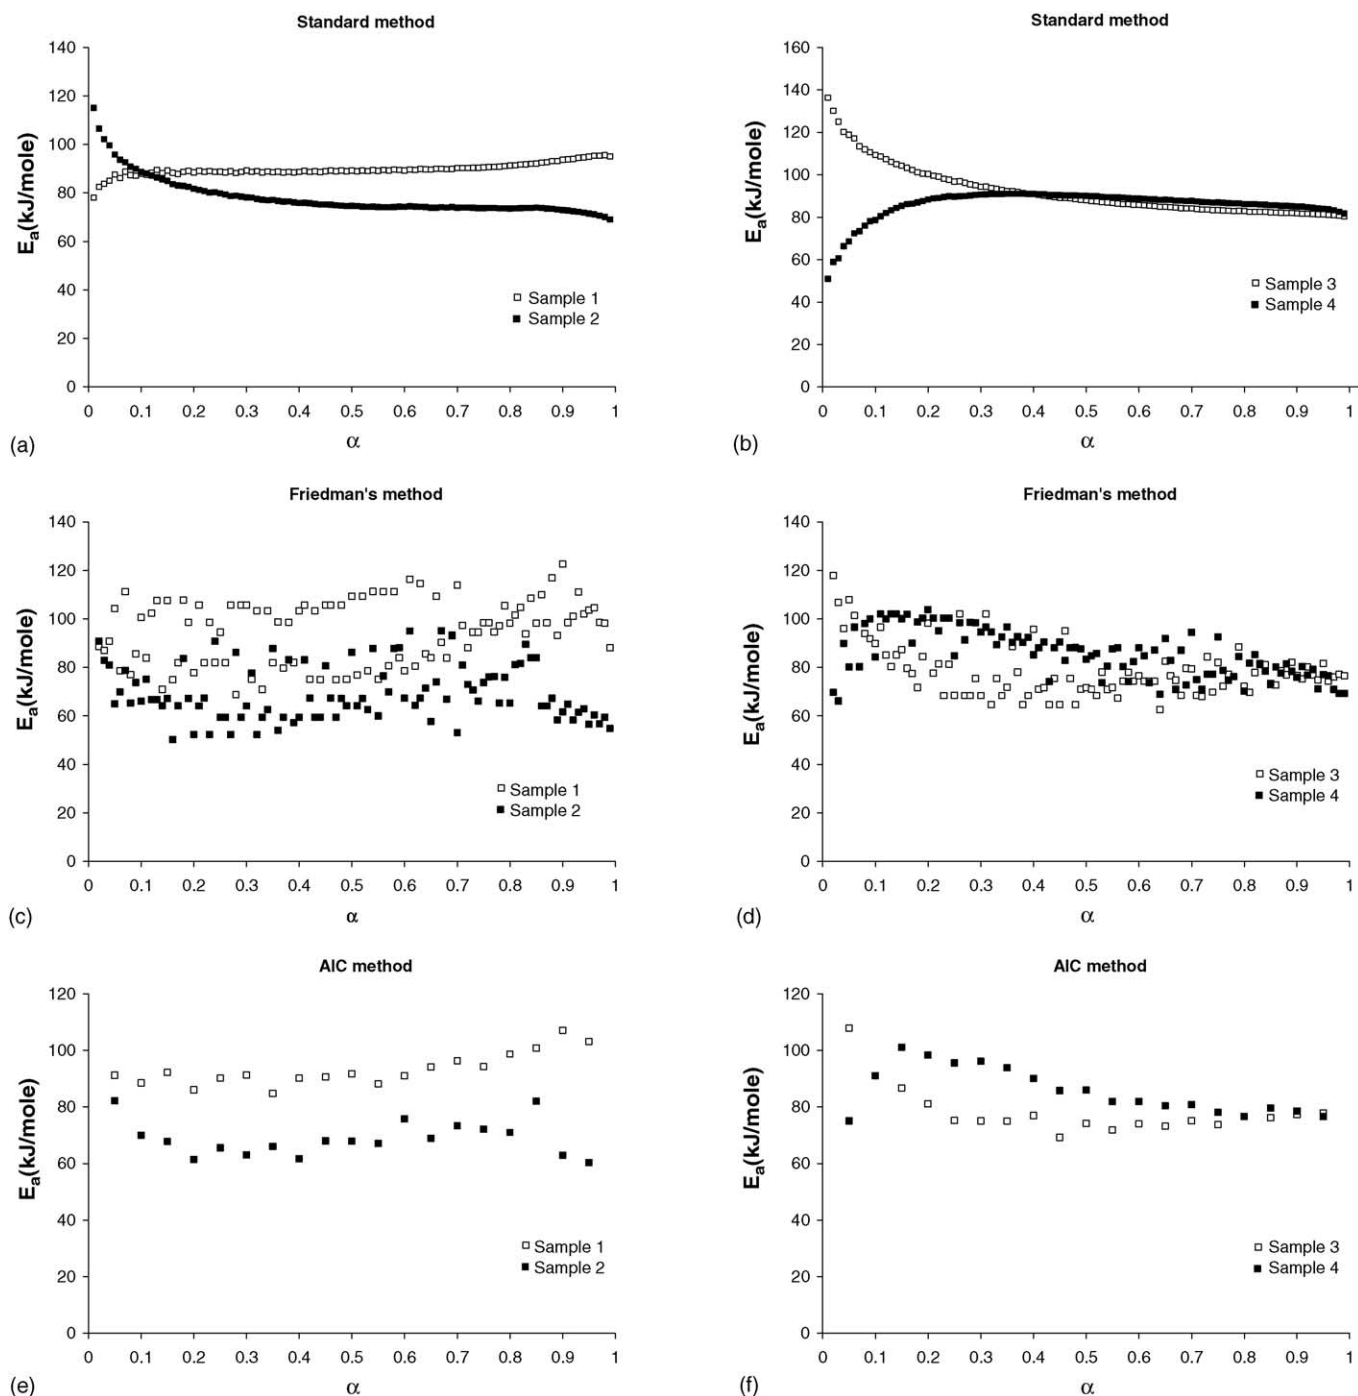 Standard method
140
120
100
80
60
40
20
0
Ea(kJ/mole)
0 0.1 0.2 0.3 0.4 0.5 0.6 0.7 0.8 0.9 1
α
Sample 1
Sample 2
(a)
Standard method
160
140
120
100
80
60
40
20
0
Ea(kJ/mole)
0 0.1 0.2 0.3 0.4 0.5 0.6 0.7 0.8 0.9 1
α
Sample 3
Sample 4
(b)
Friedman's method
140
120
100
80
60
40
20
0
Ea(kJ/mole)
0 0.1 0.2 0.3 0.4 0.5 0.6 0.7 0.8 0.9 1
α
Sample 1
Sample 2
(c)
Friedman's method
140
120
100
80
60
40
20
0
Ea(kJ/mole)
0 0.1 0.2 0.3 0.4 0.5 0.6 0.7 0.8 0.9 1
α
Sample 3
Sample 4
(d)
AIC method
120
100
80
60
40
20
0
Ea(kJ/mole)
0 0.1 0.2 0.3 0.4 0.5 0.6 0.7 0.8 0.9 1
α
Sample 1
Sample 2
(e)
AIC method
120
100
80
60
40
20
0
Ea(kJ/mole)
0 0.1 0.2 0.3 0.4 0.5 0.6 0.7 0.8 0.9 1
α
Sample 3
Sample 4
(f)